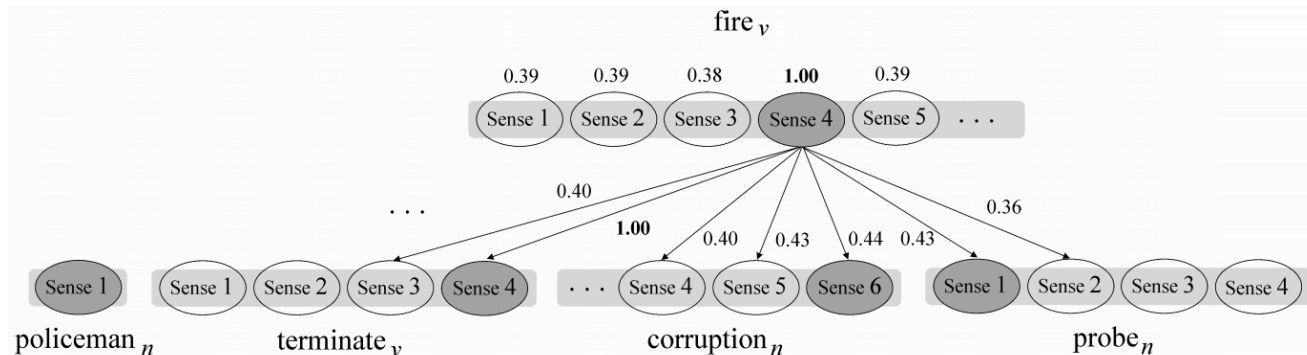 fire v
0.39 0.39 0.38 1.00 0.39
Sense 1 Sense 2 Sense 3 Sense 4 Sense 5 . . .
0.40
. . .
0.36
1.00
0.40 0.43 0.44 0.43
Sense 1 Sense 1 Sense 2 Sense 3 Sense 4 . . . Sense 4 Sense 5 Sense 6 Sense 1 Sense 2 Sense 3 Sense 4
policeman n terminate v corruption n probe n